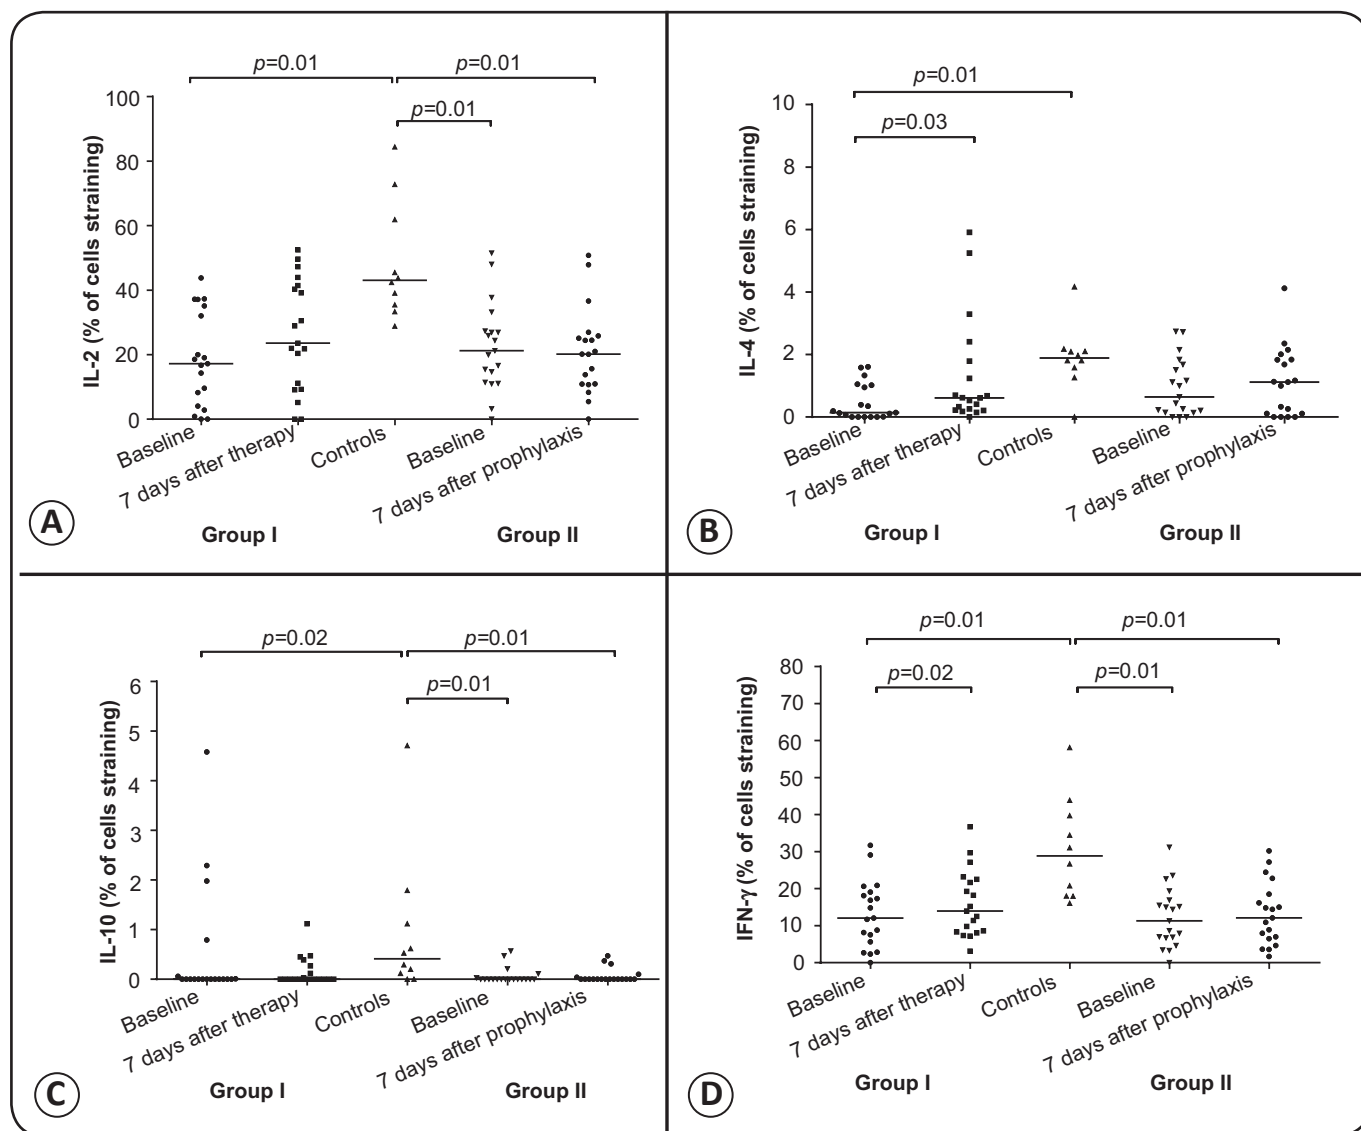 p=0.01
p=0.01
p=0.01
100
80
60
40
20
0
IL-2 (% of cells straining)
Baseline
7 days after therapy
Controls
Baseline
7 days after prophylaxis
Group I
Group II
A
p=0.01
p=0.03
10
8
6
4
2
0
IL-4 (% of cells straining)
Baseline
7 days after therapy
Controls
Baseline
7 days after prophylaxis
Group I
Group II
B
p=0.02
p=0.01
p=0.01
6
5
4
3
2
1
0
IL-10 (% of cells straining)
Baseline
7 days after therapy
Controls
Baseline
7 days after prophylaxis
Group I
Group II
C
p=0.01
p=0.01
p=0.02
p=0.01
80
70
60
50
40
30
20
10
0
IFN-γ (% of cells straining)
Baseline
7 days after therapy
Controls
Baseline
7 days after prophylaxis
Group I
Group II
D